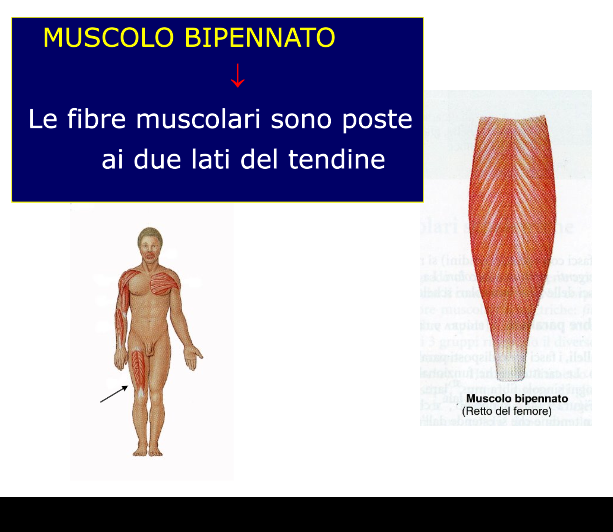 MUSCOLO BIPENNATO
↓
Le fibre muscolari sono poste
ai due lati del tendine
Muscolo bipennato
(Retto del femore)